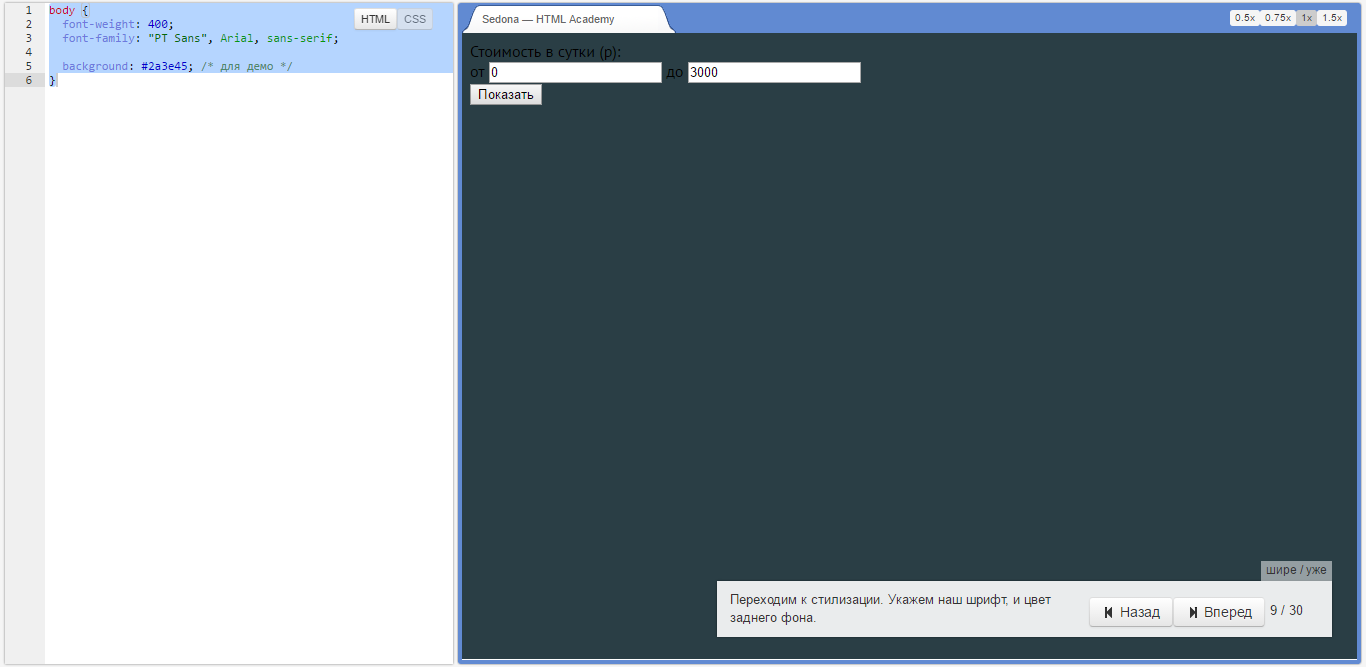 1 body {
2 font-weight: 400;
3 font-family: "PT Sans", Arial, sans-serif;
4
5 background: #2a3e45; /* для демо */
6 }
HTML CSS
Sedona — HTML Academy
0.5x 0.75x 1x 1.5x
Стоимость в сутки (р):
от 0 до 3000
Показать
шире / уже
Переходим к стилизации. Укажем наш шрифт, и цвет
заднего фона.
Назад Вперед 9 / 30